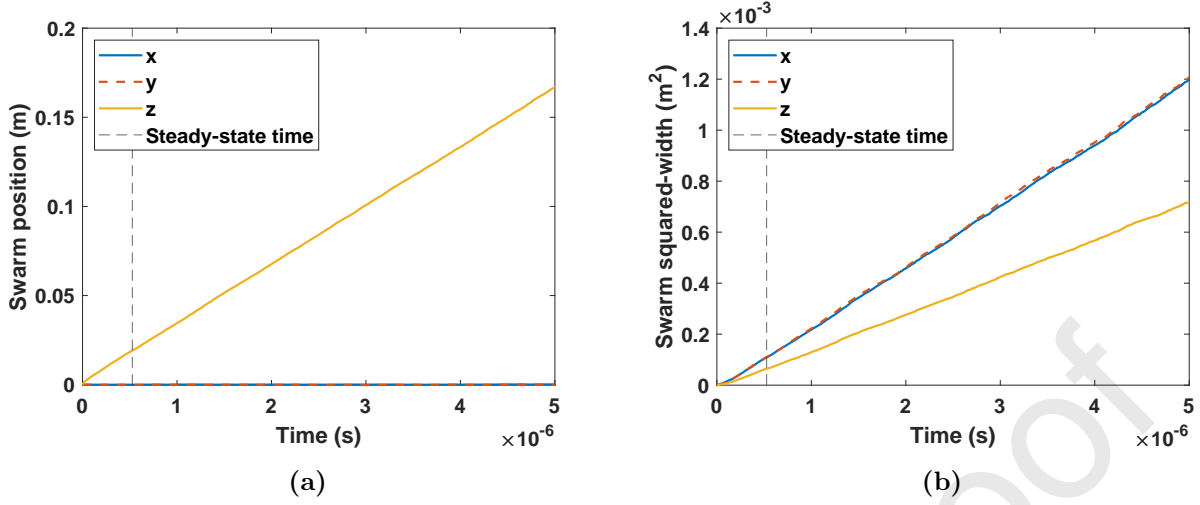 0.2
0.15
0.1
0.05
0
Swarm position (m)
x
y
z
Steady-state time
0 1 2 3 4 5
Time (s) ×10⁻⁶
(a)
×10⁻³
1.4
1.2
1
0.8
0.6
0.4
0.2
0
Swarm squared-width (m²)
x
y
z
Steady-state time
0 1 2 3 4 5
Time (s) ×10⁻⁶
(b)
oof